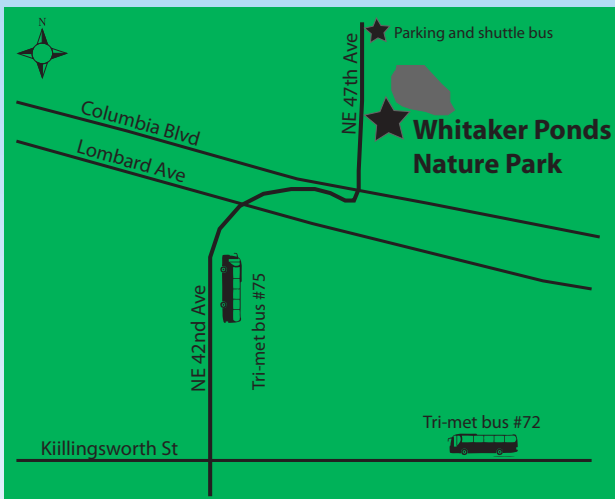 N
Parking and shuttle bus
NE 47th Ave
Columbia Blvd
Whitaker Ponds
Nature Park
Lombard Ave
NE 42nd Ave
Tri-met bus #75
Tri-met bus #72
Kiillingsworth St